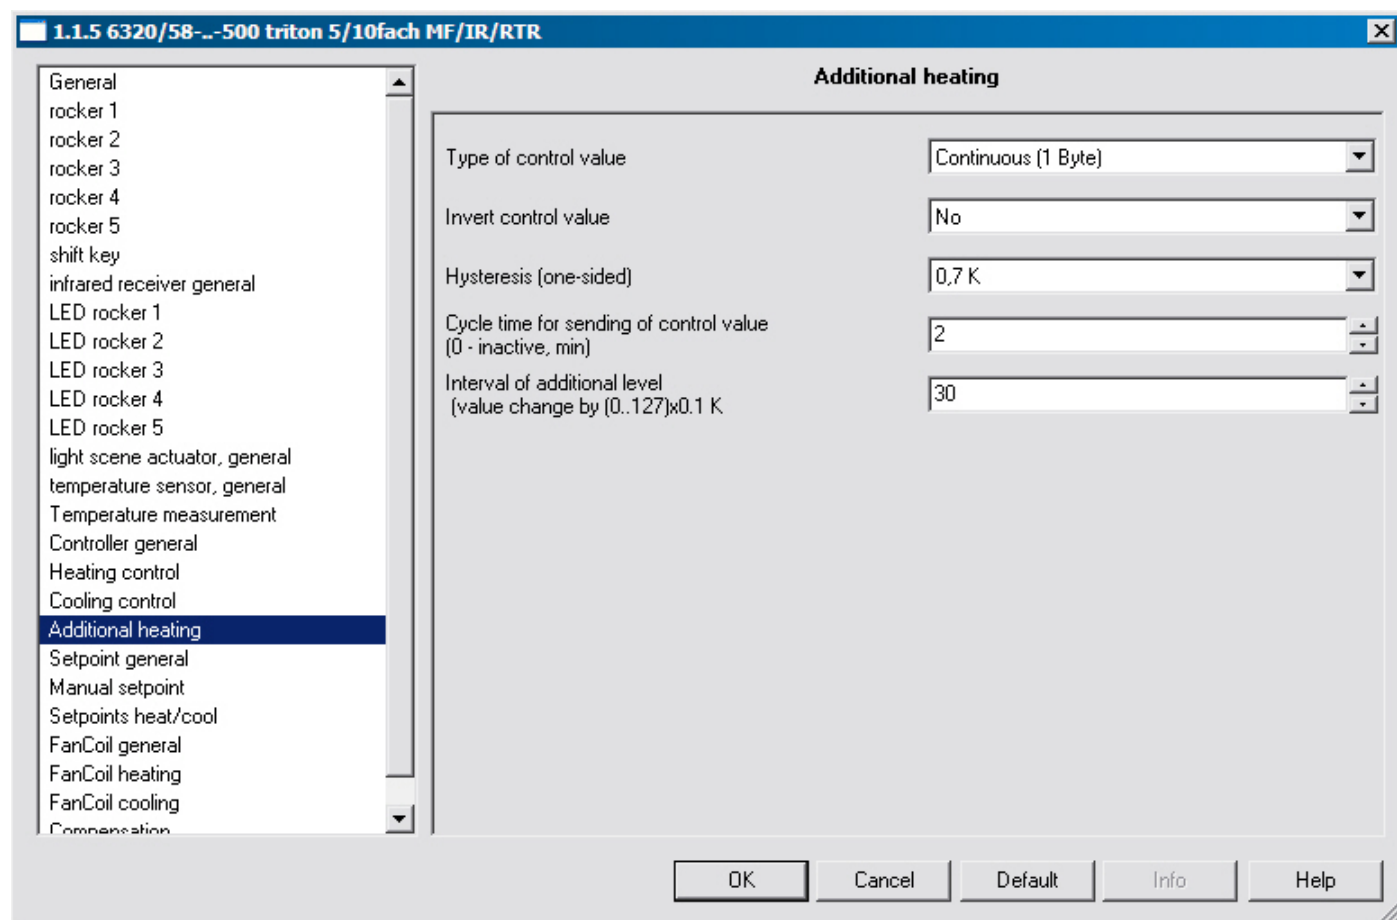 1.1.5 6320/58-..-500 triton 5/10fach MF/IR/RTR
General
rocker 1
rocker 2
rocker 3
rocker 4
rocker 5
shift key
infrared receiver general
LED rocker 1
LED rocker 2
LED rocker 3
LED rocker 4
LED rocker 5
light scene actuator, general
temperature sensor, general
Temperature measurement
Controller general
Heating control
Cooling control
Additional heating
Setpoint general
Manual setpoint
Setpoints heat/cool
FanCoil general
FanCoil heating
FanCoil cooling
Compensation
Additional heating
Type of control value
Continuous (1 Byte)
Invert control value
No
Hysteresis (one-sided)
0,7 K
Cycle time for sending of control value
(0 - inactive, min)
2
Interval of additional level
(value change by (0..127)x0.1 K
30
OK
Cancel
Default
Info
Help